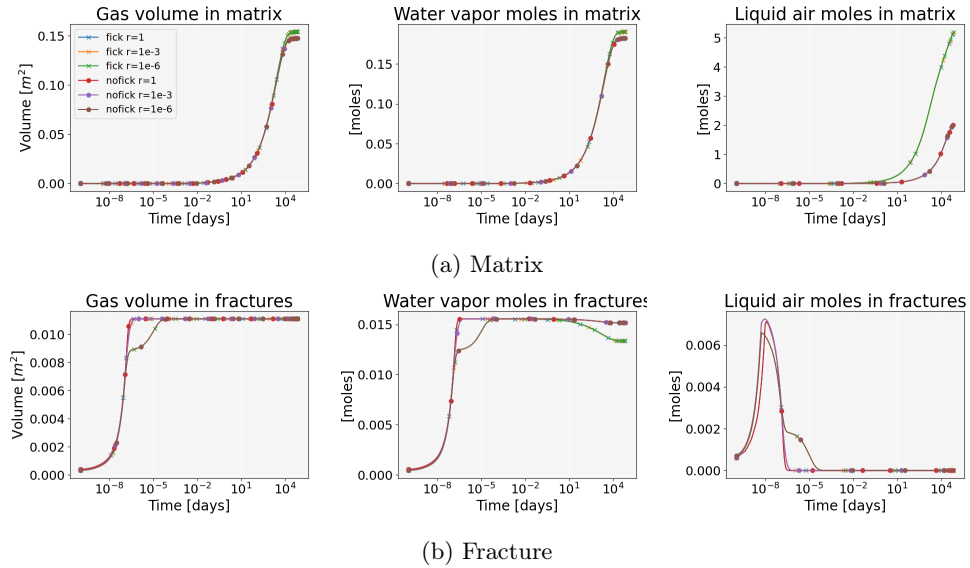 Gas volume in matrix
Water vapor moles in matrix
Liquid air moles in matrix
fick r=1
fick r=1e-3
fick r=1e-6
nofick r=1
nofick r=1e-3
nofick r=1e-6
Volume [m²]
0.15
0.10
0.05
0.00
10⁻⁸ 10⁻⁵ 10⁻² 10¹ 10⁴
Time [days]
[moles]
0.15
0.10
0.05
0.00
10⁻⁸ 10⁻⁵ 10⁻² 10¹ 10⁴
Time [days]
[moles]
5
4
3
2
1
0
10⁻⁸ 10⁻⁵ 10⁻² 10¹ 10⁴
Time [days]
(a) Matrix
Gas volume in fractures
Water vapor moles in fractures
Liquid air moles in fractures
Volume [m²]
0.010
0.008
0.006
0.004
0.002
0.000
10⁻⁸ 10⁻⁵ 10⁻² 10¹ 10⁴
Time [days]
[moles]
0.015
0.010
0.005
0.000
10⁻⁸ 10⁻⁵ 10⁻² 10¹ 10⁴
Time [days]
[moles]
0.006
0.004
0.002
0.000
10⁻⁸ 10⁻⁵ 10⁻² 10¹ 10⁴
Time [days]
(b) Fracture